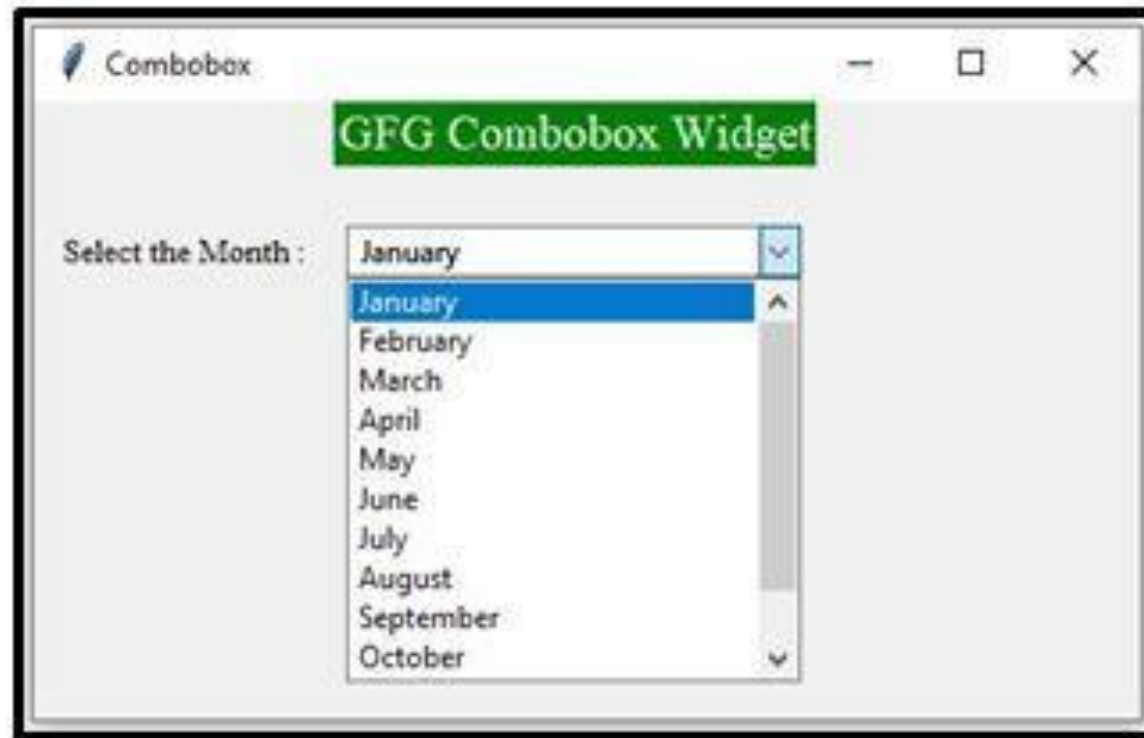 Combobox
GFG Combobox Widget
Select the Month : January
January
February
March
April
May
June
July
August
September
October